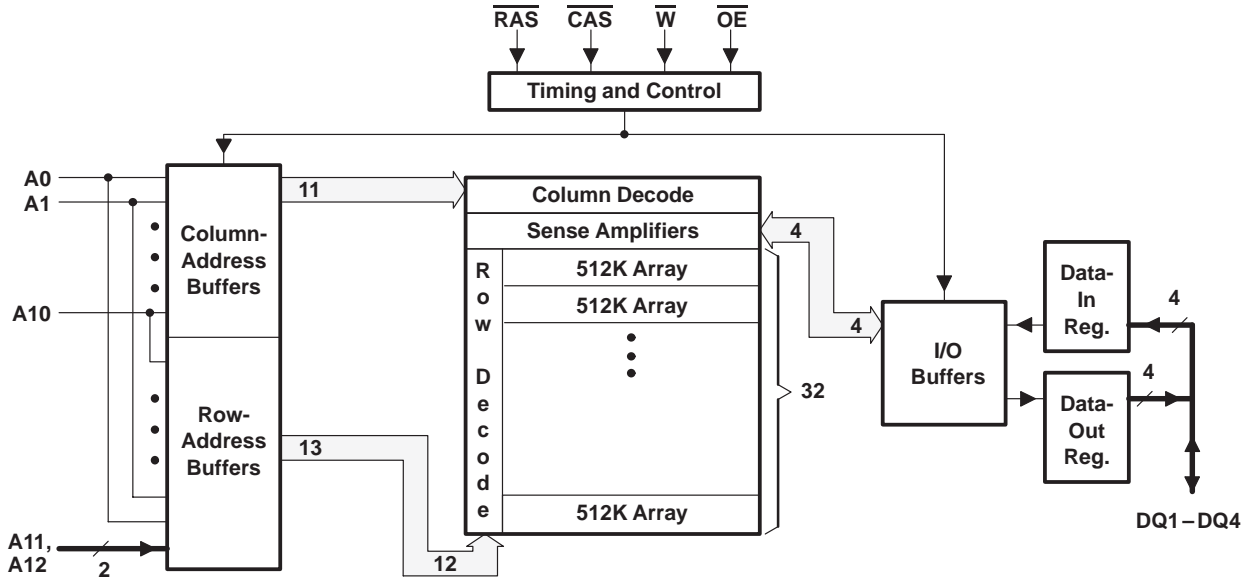 RAS CAS W OE
Timing and Control
A0
A1
A10
A11,
A12
2
Column-
Address
Buffers
Row-
Address
Buffers
11
13
12
Column Decode
Sense Amplifiers
Row Decode
512K Array
512K Array
512K Array
32
4
4
I/O
Buffers
Data-
In
Reg.
4
Data-
Out
Reg.
4
DQ1–DQ4